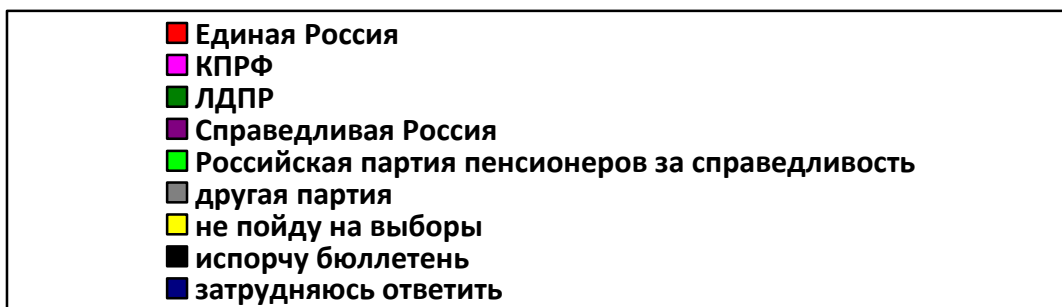 Единая Россия
КПРФ
ЛДПР
Справедливая Россия
Российская партия пенсионеров за справедливость
другая партия
не пойду на выборы
испорчу бюллетень
затрудняюсь ответить